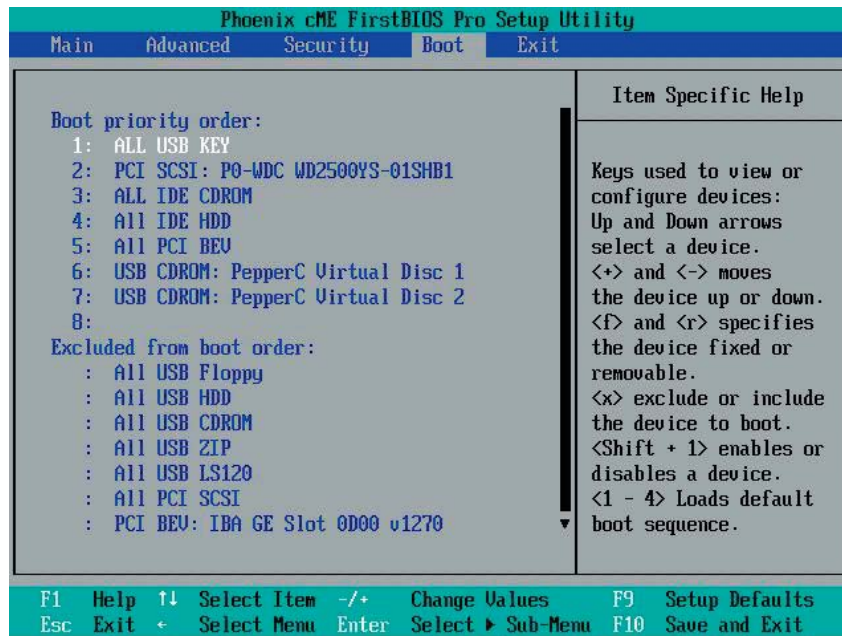 Phoenix cME FirstBIOS Pro Setup Utility
Main Advanced Security Boot Exit
Boot priority order:
1: ALL USB KEY
2: PCI SCSI: P0-WDC WD2500YS-01SHB1
3: ALL IDE CDROM
4: All IDE HDD
5: All PCI BEV
6: USB CDROM: PepperC Virtual Disc 1
7: USB CDROM: PepperC Virtual Disc 2
8:
Excluded from boot order:
: All USB Floppy
: All USB HDD
: All USB CDROM
: All USB ZIP
: All USB LS120
: All PCI SCSI
: PCI BEV: IBA GE Slot 0D00 v1270
Item Specific Help
Keys used to view or
configure devices:
Up and Down arrows
select a device.
<+> and <-> moves
the device up or down.
<f> and <r> specifies
the device fixed or
removable.
<x> exclude or include
the device to boot.
<Shift + 1> enables or
disables a device.
<1 - 4> Loads default
boot sequence.
F1 Help ↑↓ Select Item -/+ Change Values F9 Setup Defaults
Esc Exit ← Select Menu Enter Select ▶ Sub-Menu F10 Save and Exit